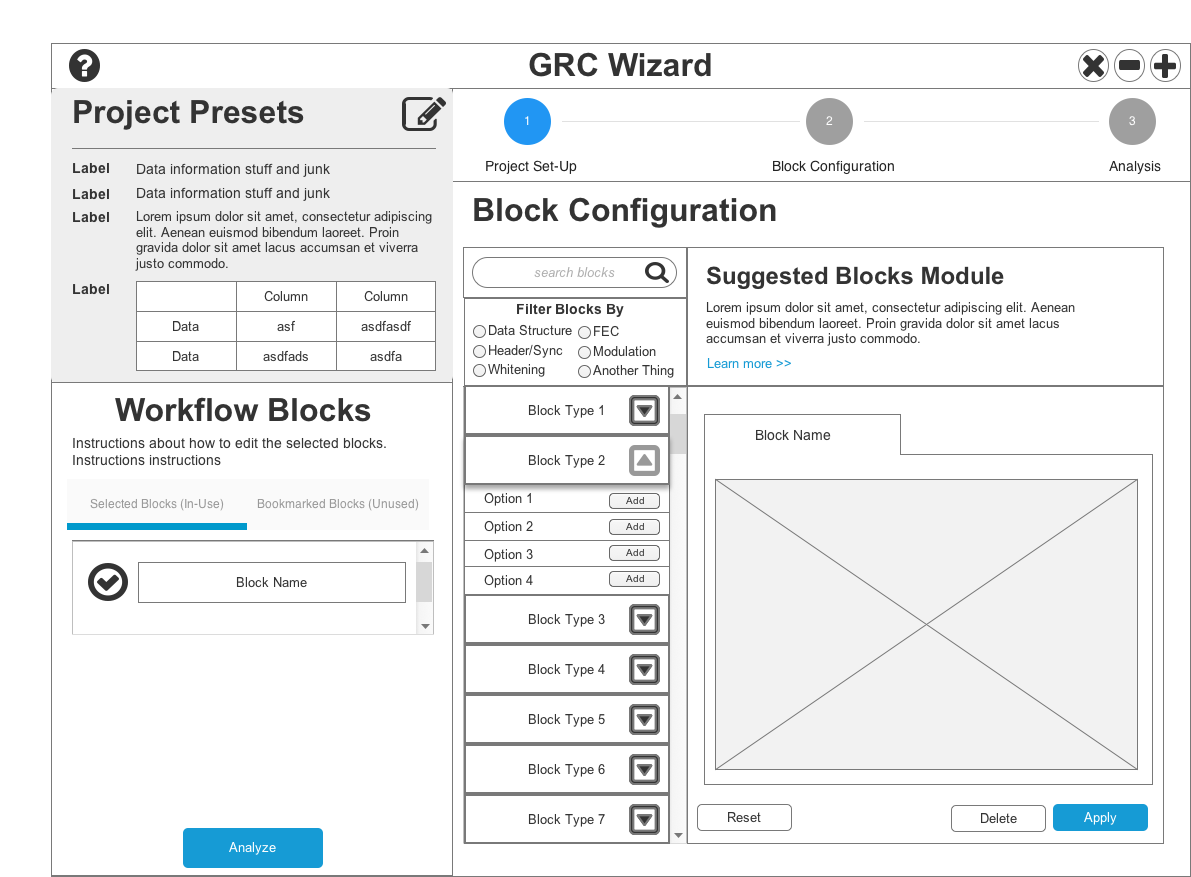 GRC Wizard
Project Presets
Label Data information stuff and junk
Label Data information stuff and junk
Label Lorem ipsum dolor sit amet, consectetur adipiscing
elit. Aenean euismod bibendum laoreet. Proin
gravida dolor sit amet lacus accumsan et viverra
justo commodo.
Label
Column Column
Data asf asdfasdf
Data asdfads asdfa
Workflow Blocks
Instructions about how to edit the selected blocks.
Instructions instructions
Selected Blocks (In-Use) Bookmarked Blocks (Unused)
Block Name
Analyze
1 2 3
Project Set-Up Block Configuration Analysis
Block Configuration
search blocks
Filter Blocks By
Data Structure FEC
Header/Sync Modulation
Whitening Another Thing
Block Type 1
Block Type 2
Option 1 Add
Option 2 Add
Option 3 Add
Option 4 Add
Block Type 3
Block Type 4
Block Type 5
Block Type 6
Block Type 7
Suggested Blocks Module
Lorem ipsum dolor sit amet, consectetur adipiscing elit. Aenean
euismod bibendum laoreet. Proin gravida dolor sit amet lacus
accumsan et viverra justo commodo.
Learn more >>
Block Name
Reset Delete Apply